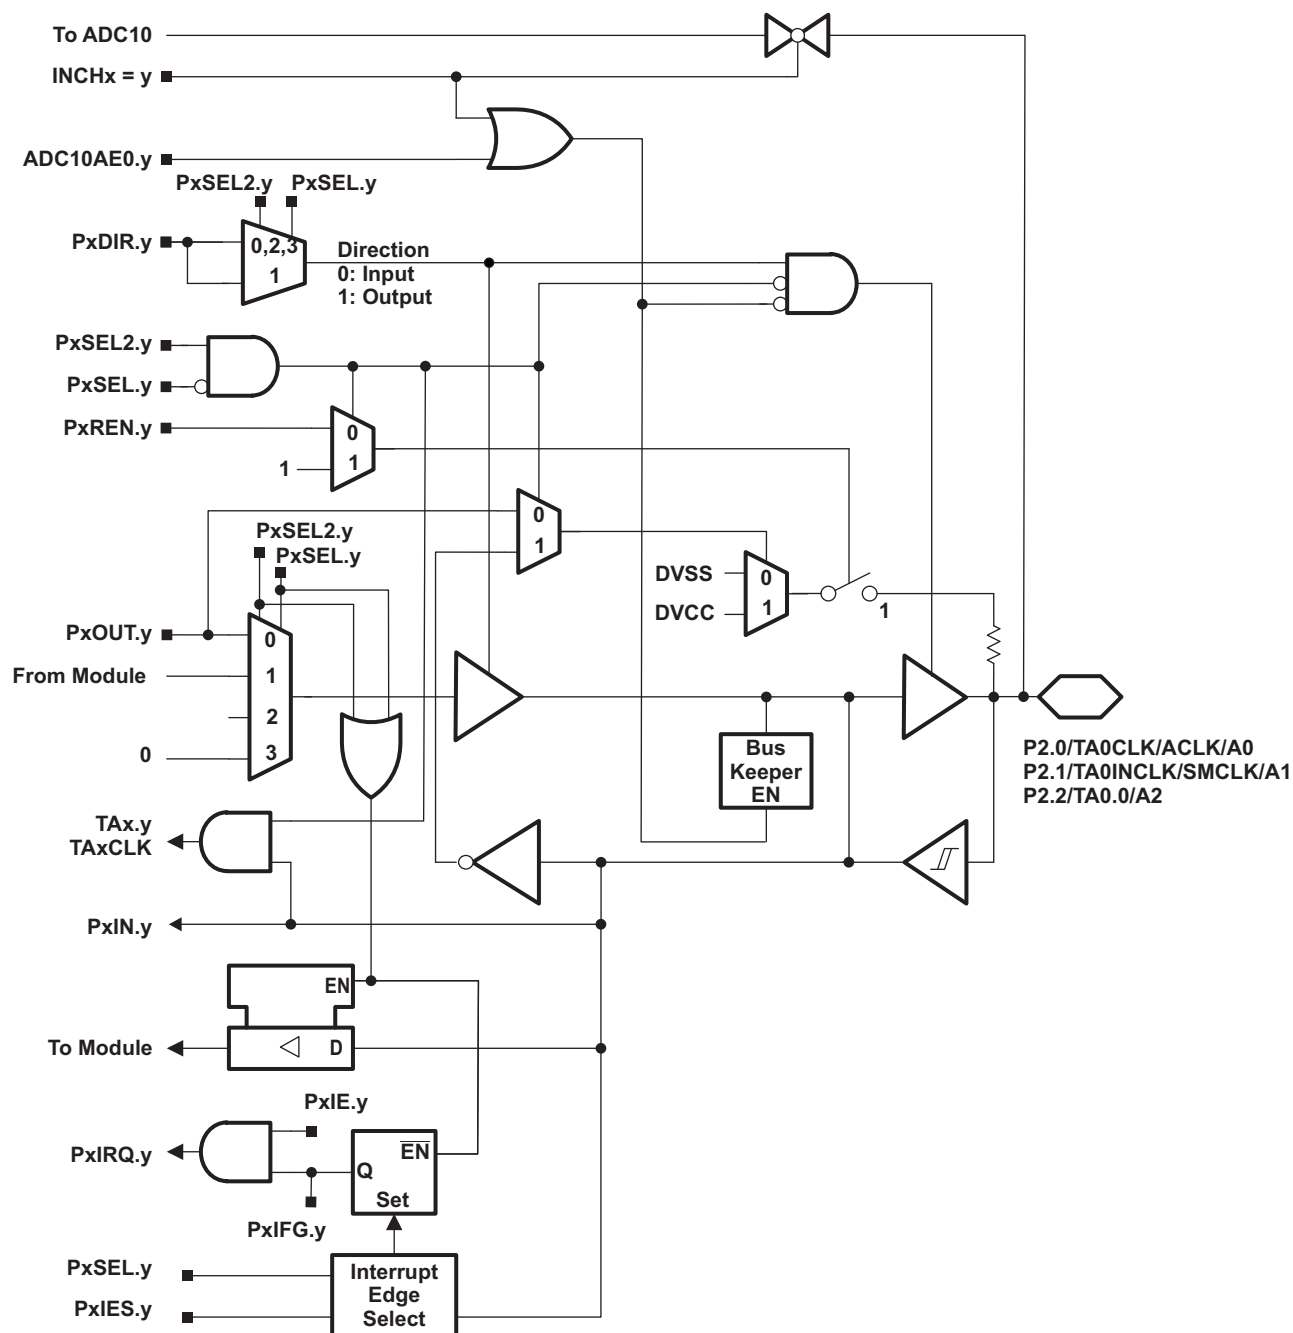 To ADC10
INCHx = y
ADC10AE0.y
PxSEL2.y PxSEL.y
PxDIR.y
0,2,3
1
Direction
0: Input
1: Output
PxSEL2.y
PxSEL.y
PxREN.y
0
1
1
0
1
PxSEL2.y
PxSEL.y
DVSS
DVCC
0
1
1
PxOUT.y
From Module
0
0
1
2
3
Bus
Keeper
EN
P2.0/TA0CLK/ACLK/A0
P2.1/TA0INCLK/SMCLK/A1
P2.2/TA0.0/A2
TAx.y
TAxCLK
PxIN.y
EN
To Module
D
PxIE.y
PxIRQ.y
EN
Q
Set
PxIFG.y
PxSEL.y
PxIES.y
Interrupt
Edge
Select